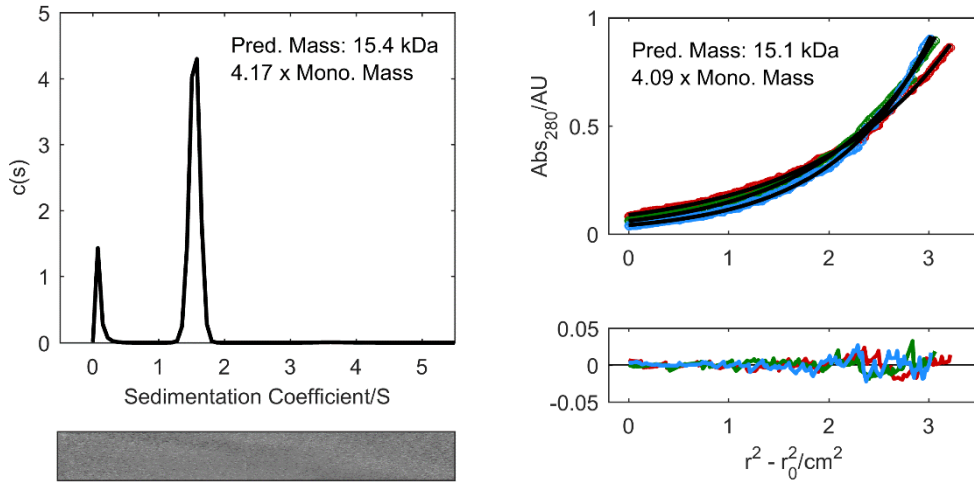 5
4
3
2
1
0
c(s)
Pred. Mass: 15.4 kDa
4.17 x Mono. Mass
0 1 2 3 4 5
Sedimentation Coefficient/S
1
0.5
0
Abs280/AU
Pred. Mass: 15.1 kDa
4.09 x Mono. Mass
0 1 2 3
0.05
0
-0.05
0 1 2 3
r² - r₀²/cm²